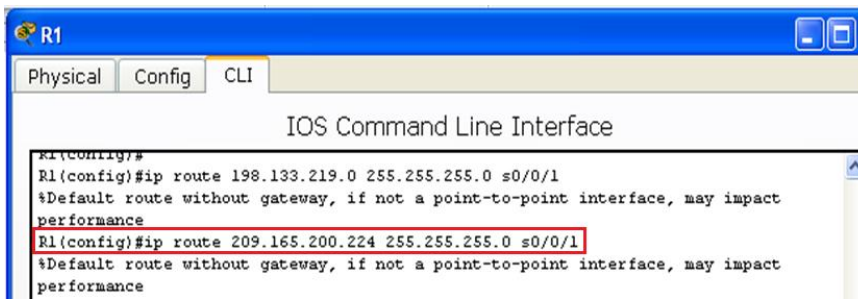 R1
Physical Config CLI
IOS Command Line Interface
R1(config)#
R1(config)#ip route 198.133.219.0 255.255.255.0 s0/0/1
%Default route without gateway, if not a point-to-point interface, may impact
performance
R1(config)#ip route 209.165.200.224 255.255.255.0 s0/0/1
%Default route without gateway, if not a point-to-point interface, may impact
performance